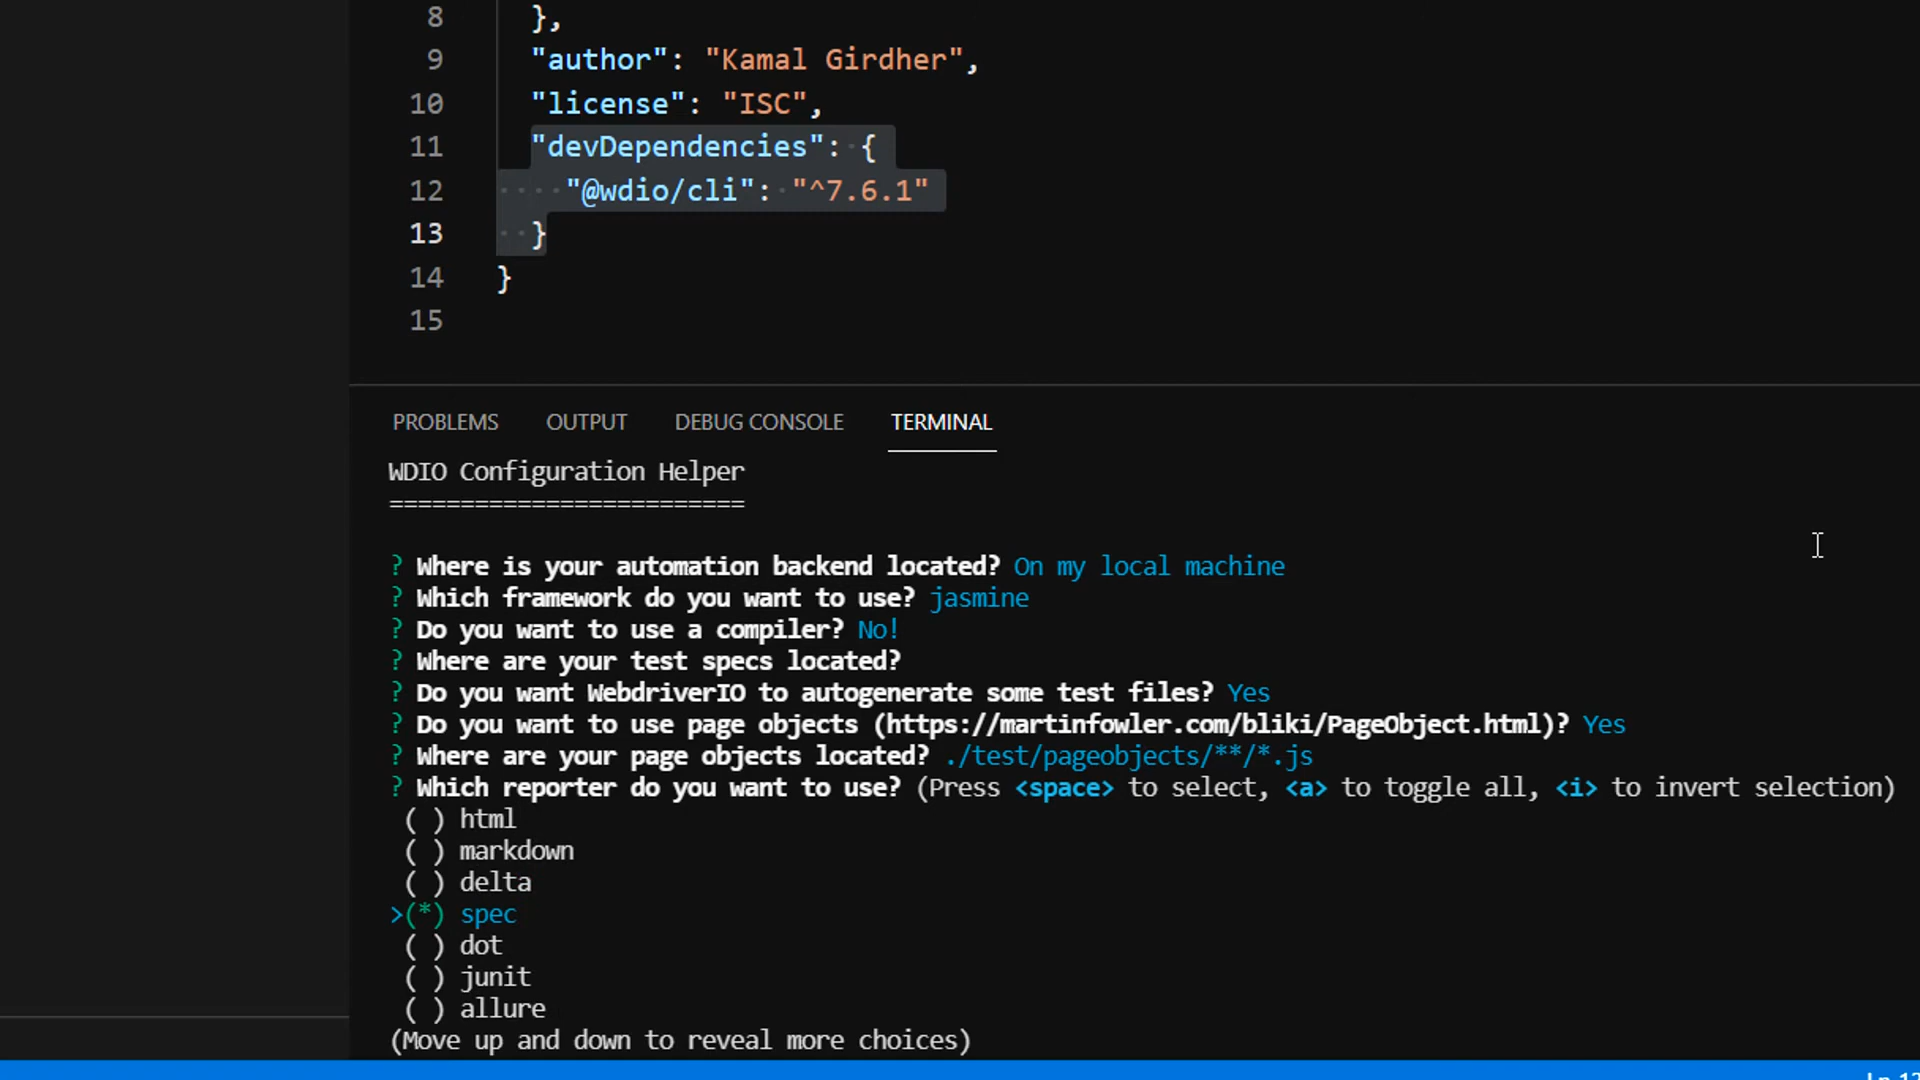 8 },
9 "author": "Kamal Girdher",
10 "license": "ISC",
11 "devDependencies": {
12 "@wdio/cli": "^7.6.1"
13 }
14 }
15
PROBLEMS OUTPUT DEBUG CONSOLE TERMINAL
WDIO Configuration Helper
=========================
? Where is your automation backend located? On my local machine
? Which framework do you want to use? jasmine
? Do you want to use a compiler? No!
? Where are your test specs located?
? Do you want WebdriverIO to autogenerate some test files? Yes
? Do you want to use page objects (https://martinfowler.com/bliki/PageObject.html)? Yes
? Where are your page objects located? ./test/pageobjects/**/*.js
? Which reporter do you want to use? (Press <space> to select, <a> to toggle all, <i> to invert selection)
( ) html
( ) markdown
( ) delta
>(*) spec
( ) dot
( ) junit
( ) allure
(Move up and down to reveal more choices)